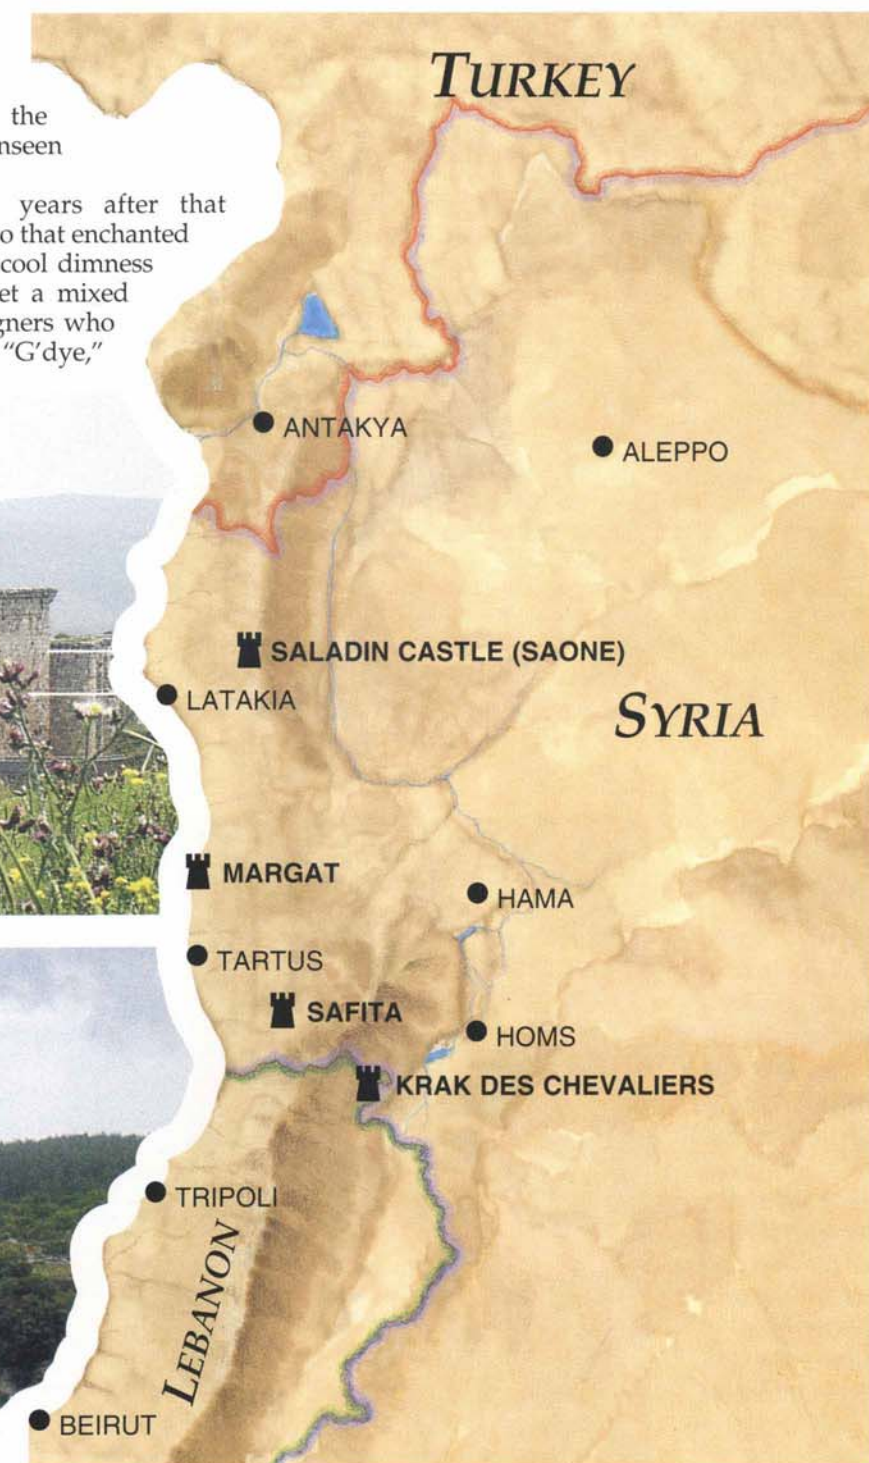 the
nseen
years after that
o that enchanted
cool dimness
et a mixed
gners who
“G'dye,”
TURKEY
ANTAKYA
ALEPPO
SALADIN CASTLE (SAONE)
LATAKIA
SYRIA
MARGAT
HAMA
TARTUS
SAFITA
HOMS
KRAK DES CHEVALIERS
TRIPOLI
LEBANON
BEIRUT